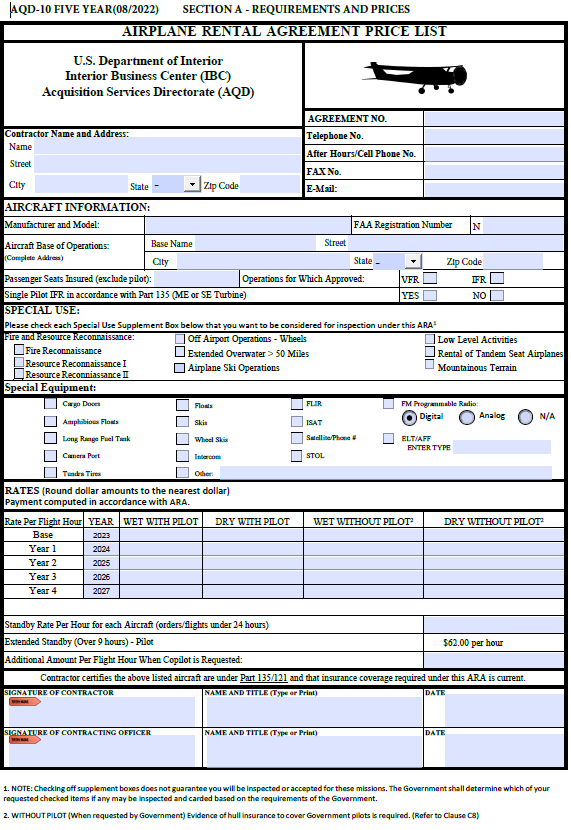 AQD-10 FIVE YEAR(08/2022) SECTION A - REQUIREMENTS AND PRICES
AIRPLANE RENTAL AGREEMENT PRICE LIST
U.S. Department of Interior
Interior Business Center (IBC)
Acquisition Services Directorate (AQD)
AGREEMENT NO.
Telephone No.
After Hours/Cell Phone No.
FAX No.
E-Mail:
Contractor Name and Address:
Name
Street
City State – Zip Code
AIRCRAFT INFORMATION:
Manufacturer and Model: FAA Registration Number N
Aircraft Base of Operations: Base Name Street
(Complete Address) City State – Zip Code
Passenger Seats Insured (exclude pilot): Operations for Which Approved: VFR IFR
Single Pilot IFR in accordance with Part 135 (ME or SE Turbine) YES NO
SPECIAL USE:
Please check each Special Use Supplement Box below that you want to be considered for inspection under this ARA¹
Fire and Resource Reconnaissance: Off Airport Operations - Wheels Low Level Activities
Fire Reconnaissance Extended Overwater > 50 Miles Rental of Tandem Seat Airplanes
Resource Reconnaissance I Airplane Ski Operations Mountainous Terrain
Resource Reconnaissance II
Special Equipment:
Cargo Doors Floats FLIR FM Programmable Radio:
Amphibious Floats Skis ISAT Digital Analog N/A
Long Range Fuel Tank Wheel Skis Satellite/Phone # ELT/AFF
Camera Port Intercom STOL ENTER TYPE
Tundra Tires Other:
RATES (Round dollar amounts to the nearest dollar)
Payment computed in accordance with ARA.
Rate Per Flight Hour YEAR WET WITH PILOT DRY WITH PILOT WET WITHOUT PILOT² DRY WITHOUT PILOT²
Base 2023
Year 1 2024
Year 2 2025
Year 3 2026
Year 4 2027
Standby Rate Per Hour for each Aircraft (orders/flights under 24 hours)
Extended Standby (Over 9 hours) - Pilot $62.00 per hour
Additional Amount Per Flight Hour When Copilot is Requested:
Contractor certifies the above listed aircraft are under Part 135/121 and that insurance coverage required under this ARA is current.
SIGNATURE OF CONTRACTOR NAME AND TITLE (Type or Print) DATE
SIGNATURE OF CONTRACTING OFFICER NAME AND TITLE (Type or Print) DATE
1. NOTE: Checking off supplement boxes does not guarantee you will be inspected or accepted for these missions. The Government shall determine which of your
requested checked items if any may be inspected and carded based on the requirements of the Government.
2. WITHOUT PILOT (When requested by Government) Evidence of hull insurance to cover Government pilots is required. (Refer to Clause C8)